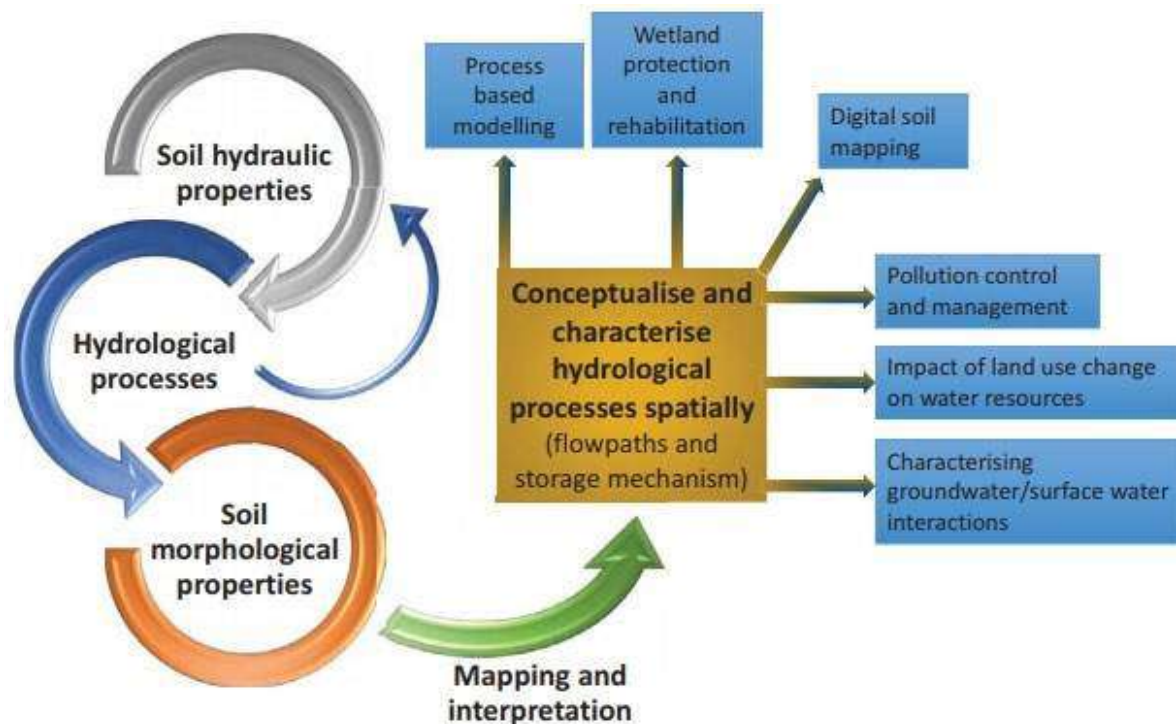 Soil hydraulic
properties
Hydrological
processes
Soil
morphological
properties
Mapping and
interpretation
Conceptualise and
characterise
hydrological
processes spatially
(flowpaths and
storage mechanism)
Process
based
modelling
Wetland
protection
and
rehabilitation
Digital soil
mapping
Pollution control
and management
Impact of land use change
on water resources
Characterising
groundwater/surface water
interactions